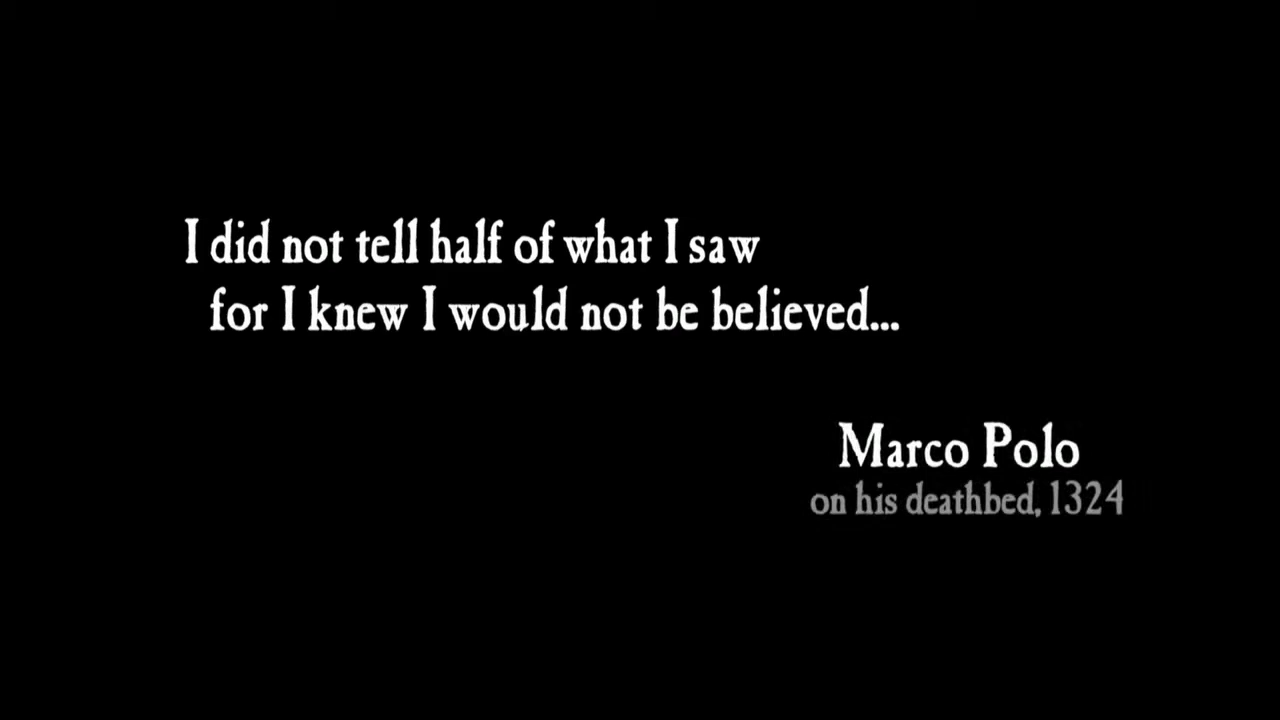 I did not tell half of what I saw
for I knew I would not be believed...
Marco Polo
on his deathbed, 1324